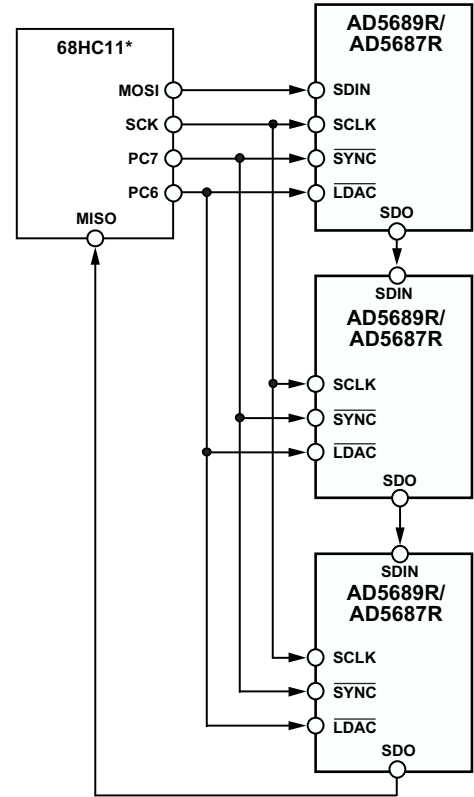 68HC11*
MOSI
SCK
PC7
PC6
MISO
AD5689R/
AD5687R
SDIN
SCLK
SYNC
LDAC
SDO
SDIN
AD5689R/
AD5687R
SCLK
SYNC
LDAC
SDO
SDIN
AD5689R/
AD5687R
SCLK
SYNC
LDAC
SDO